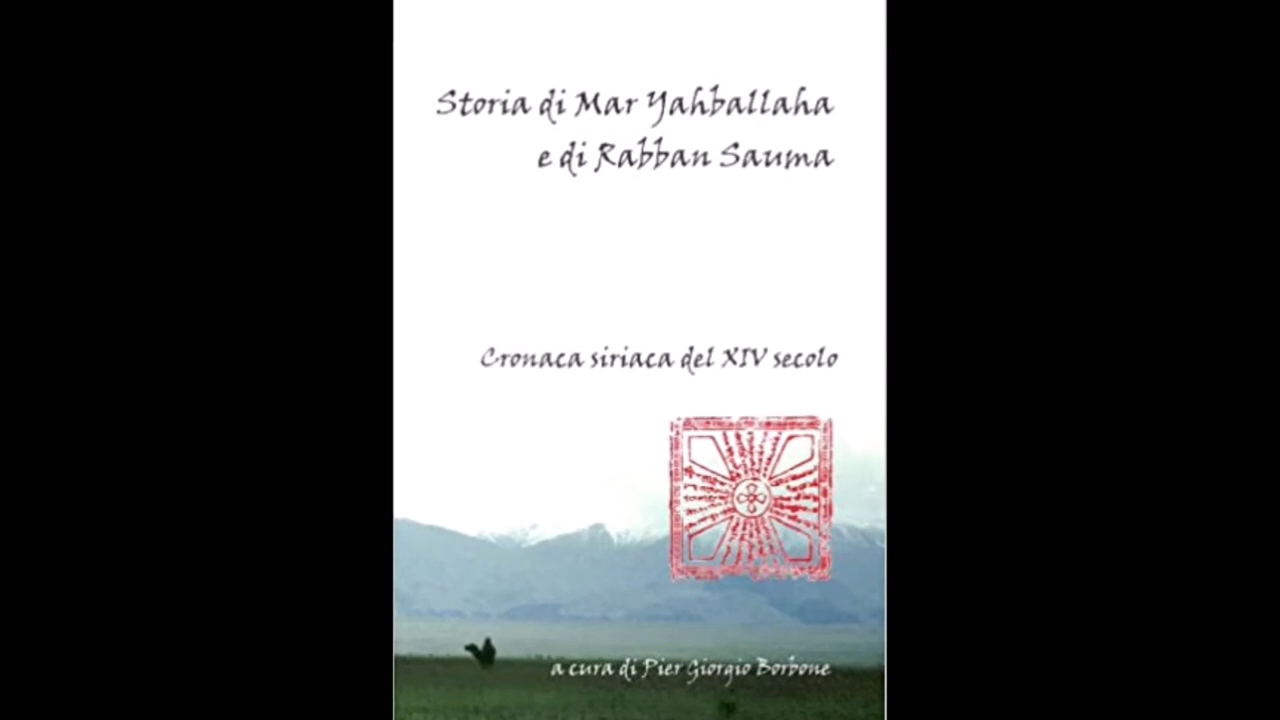 Storia di Mar Yahballaha
e di Rabban Sauma
Cronaca siriaca del XIV secolo
a cura di Pier Giorgio Borbone